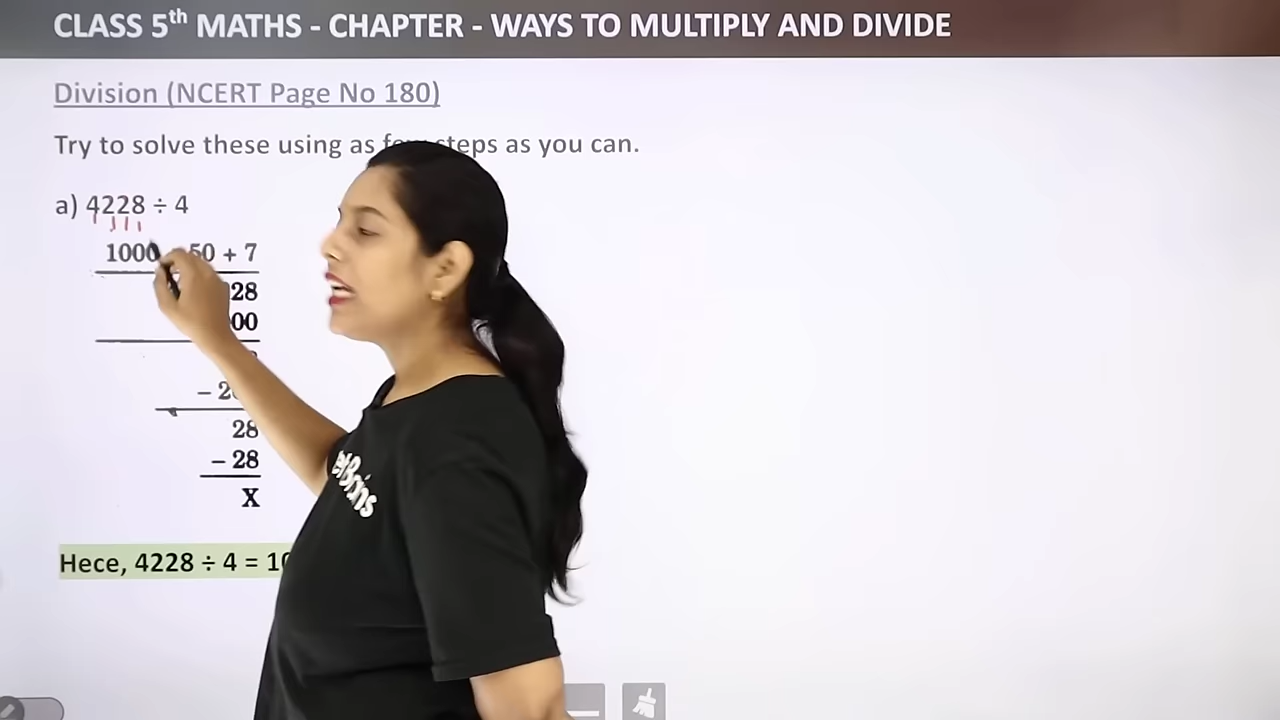 CLASS 5th MATHS - CHAPTER - WAYS TO MULTIPLY AND DIVIDE
Division (NCERT Page No 180)
Try to solve these using as steps as you can.
a) 4228 ÷ 4
1000 50 + 7
28
00
- 2
28
- 28
X
Hece, 4228 ÷ 4 = 10